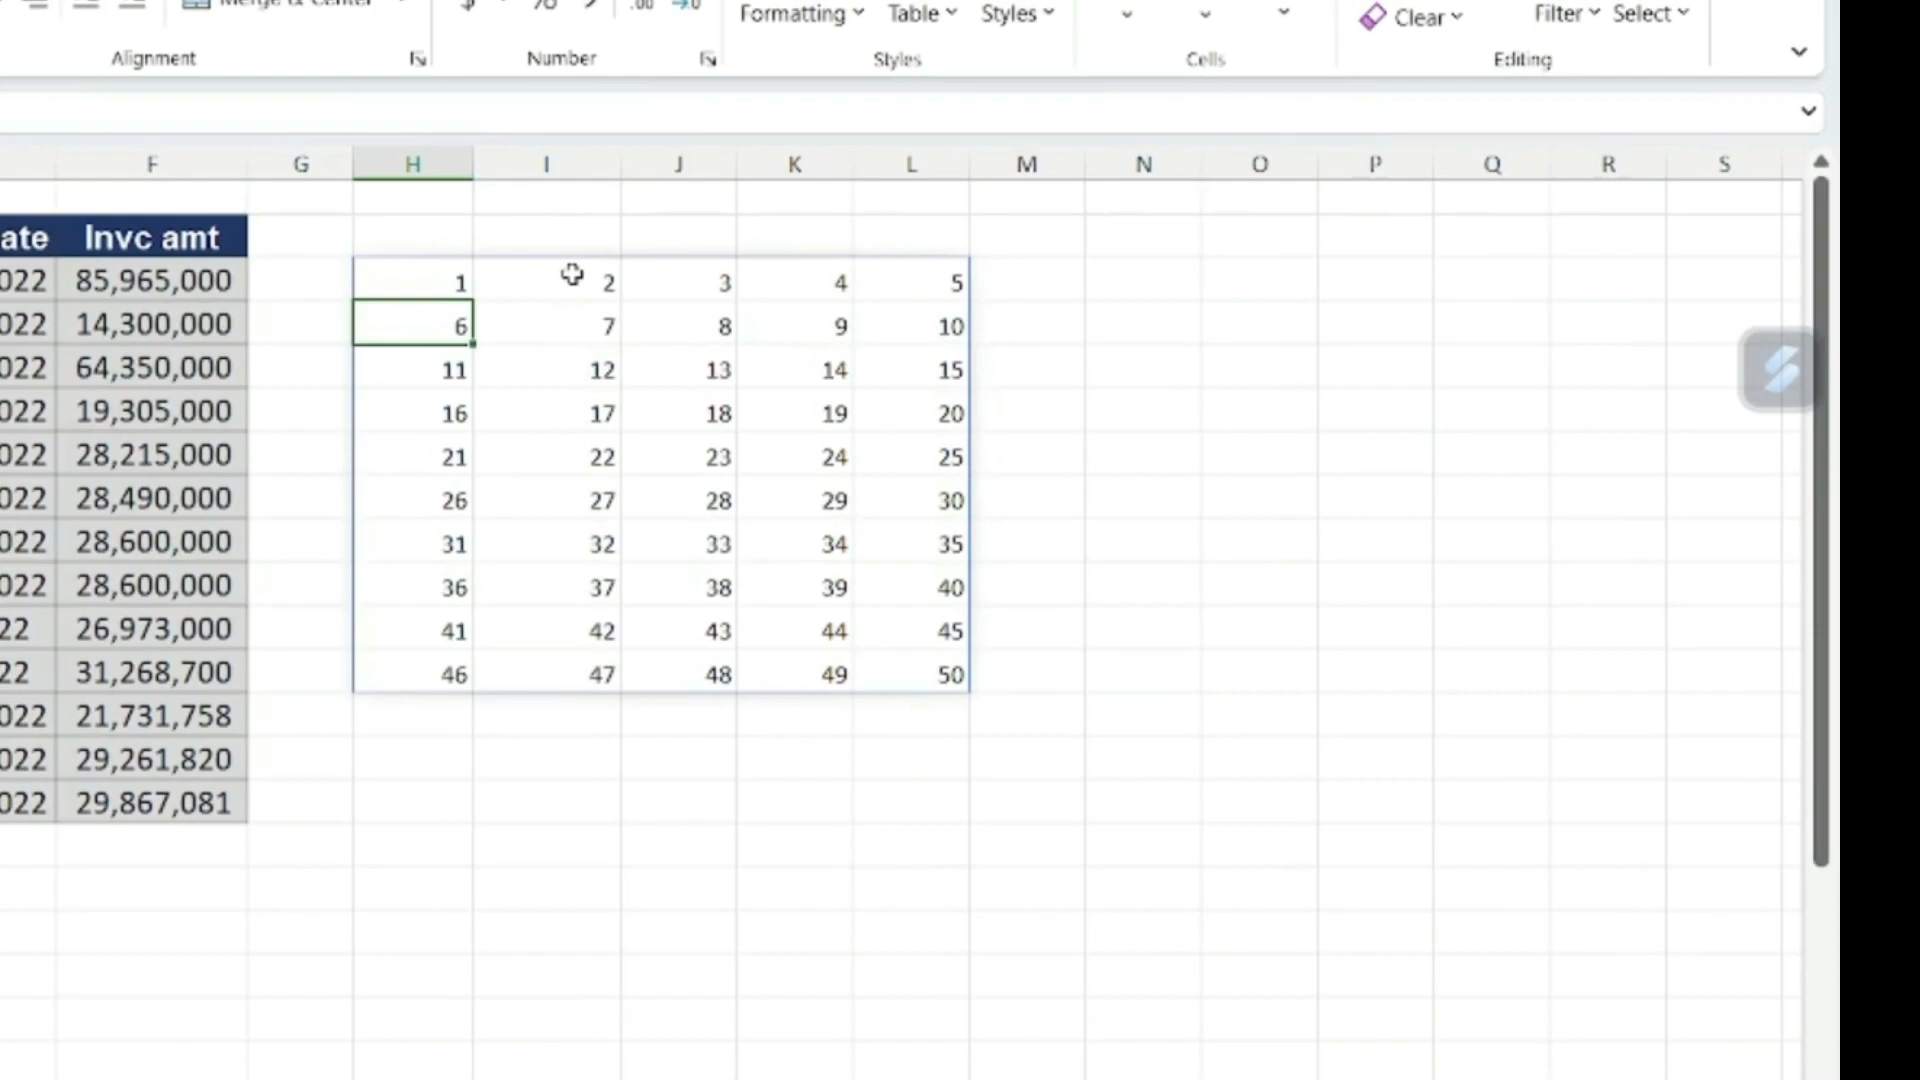 Merge & Center
$ % .00
Formatting Table Styles Clear Filter Select
Alignment Number Styles Cells Editing
F G H I J K L M N O P Q R S
ate Invc amt
022 85,965,000 1 2 3 4 5
022 14,300,000 6 7 8 9 10
022 64,350,000 11 12 13 14 15
022 19,305,000 16 17 18 19 20
022 28,215,000 21 22 23 24 25
022 28,490,000 26 27 28 29 30
022 28,600,000 31 32 33 34 35
022 28,600,000 36 37 38 39 40
22 26,973,000 41 42 43 44 45
22 31,268,700 46 47 48 49 50
022 21,731,758
022 29,261,820
022 29,867,081